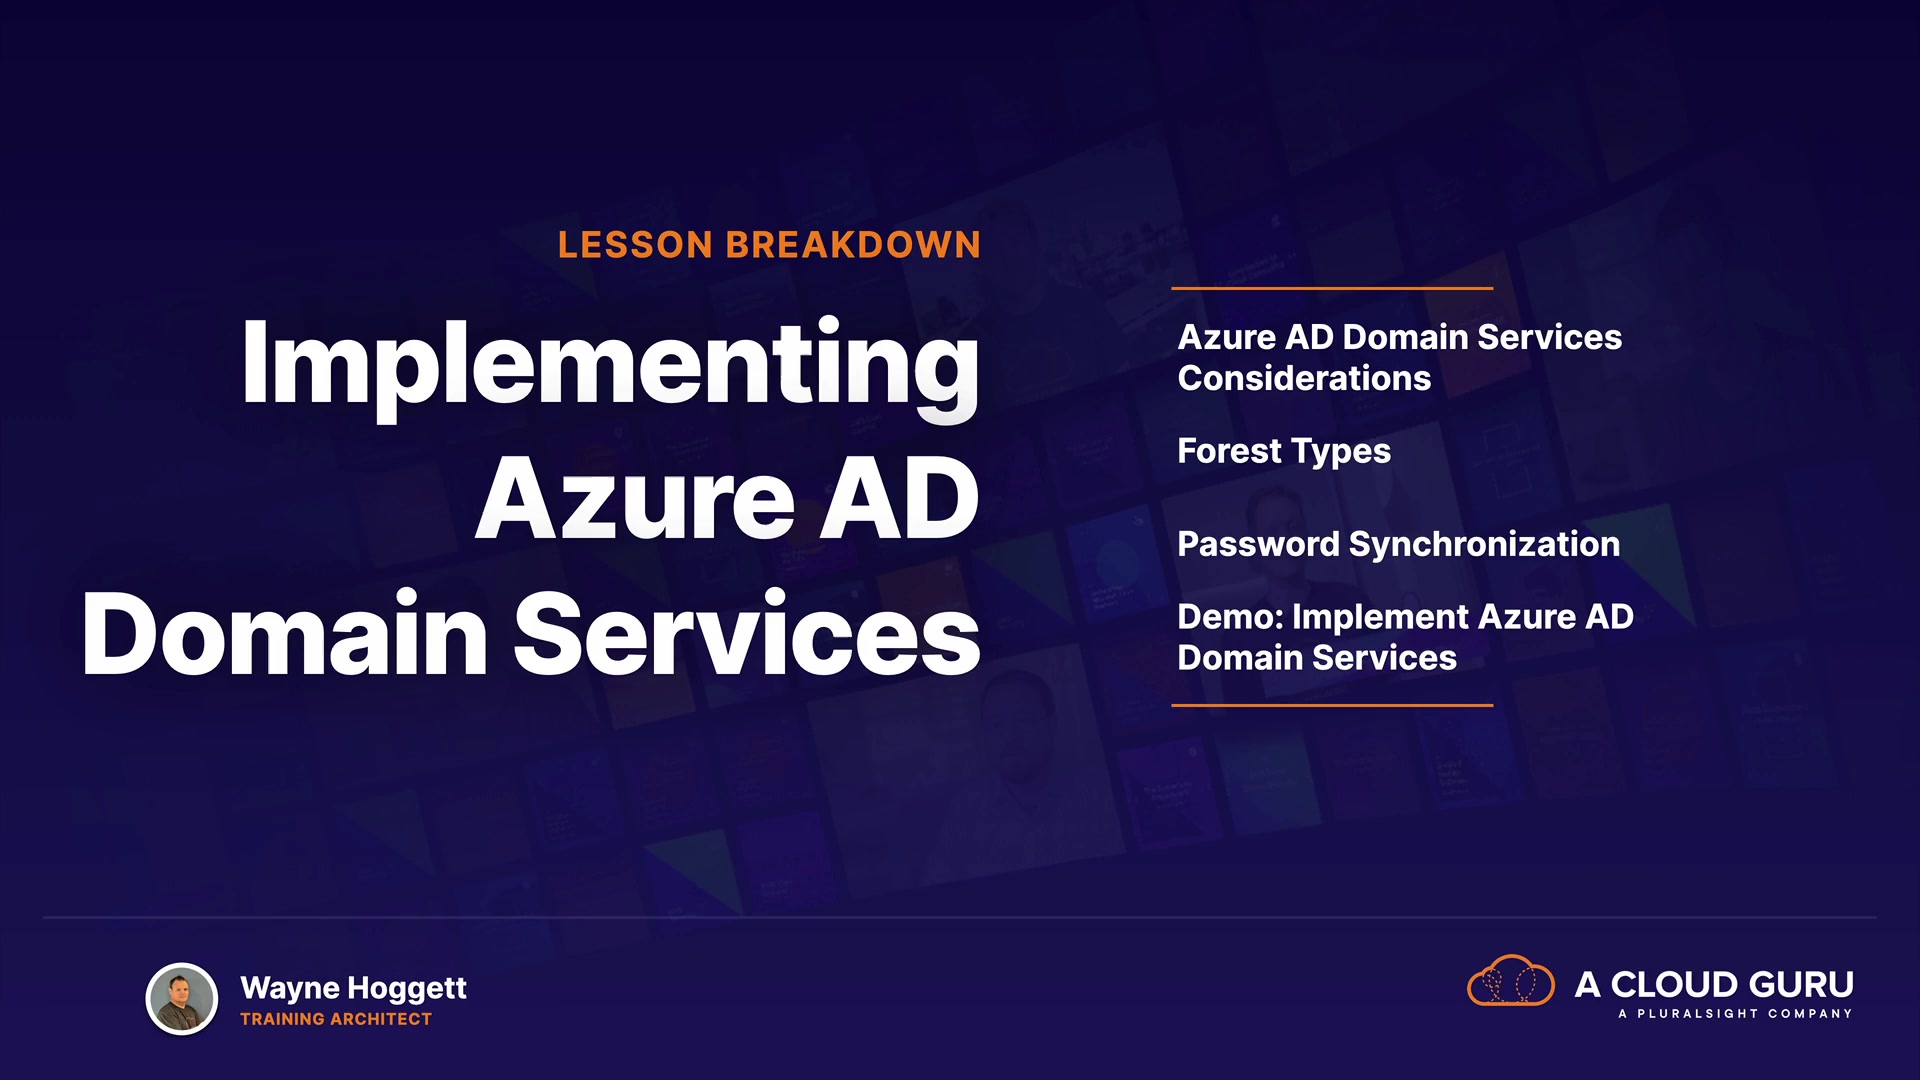 LESSON BREAKDOWN
Implementing
Azure AD
Domain Services
Azure AD Domain Services
Considerations
Forest Types
Password Synchronization
Demo: Implement Azure AD
Domain Services
Wayne Hoggett
TRAINING ARCHITECT
A CLOUD GURU
A PLURALSIGHT COMPANY